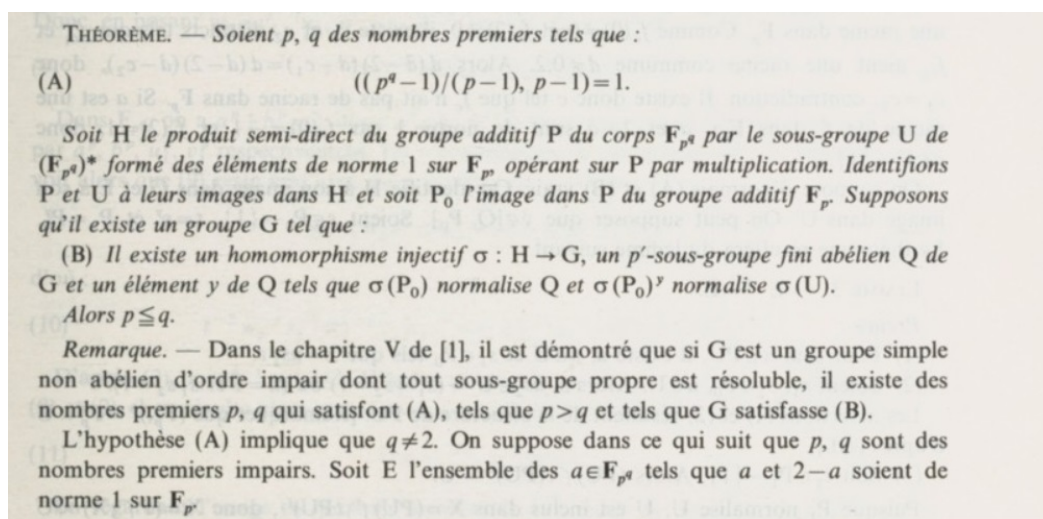 THÉORÈME. — Soient p, q des nombres premiers tels que :
(A) ((p^q−1)/(p−1), p−1)=1.
Soit H le produit semi-direct du groupe additif P du corps F_{p^q} par le sous-groupe U de
(F_{p^q})* formé des éléments de norme 1 sur F_p, opérant sur P par multiplication. Identifions
P et U à leurs images dans H et soit P_0 l'image dans P du groupe additif F_p. Supposons
qu'il existe un groupe G tel que :
(B) Il existe un homomorphisme injectif σ : H → G, un p'-sous-groupe fini abélien Q de
G et un élément y de Q tels que σ(P_0) normalise Q et σ(P_0)^y normalise σ(U).
Alors p≦q.
Remarque. — Dans le chapitre V de [1], il est démontré que si G est un groupe simple
non abélien d'ordre impair dont tout sous-groupe propre est résoluble, il existe des
nombres premiers p, q qui satisfont (A), tels que p>q et tels que G satisfasse (B).
L'hypothèse (A) implique que q≠2. On suppose dans ce qui suit que p, q sont des
nombres premiers impairs. Soit E l'ensemble des a∈F_{p^q} tels que a et 2−a soient de
norme 1 sur F_p.